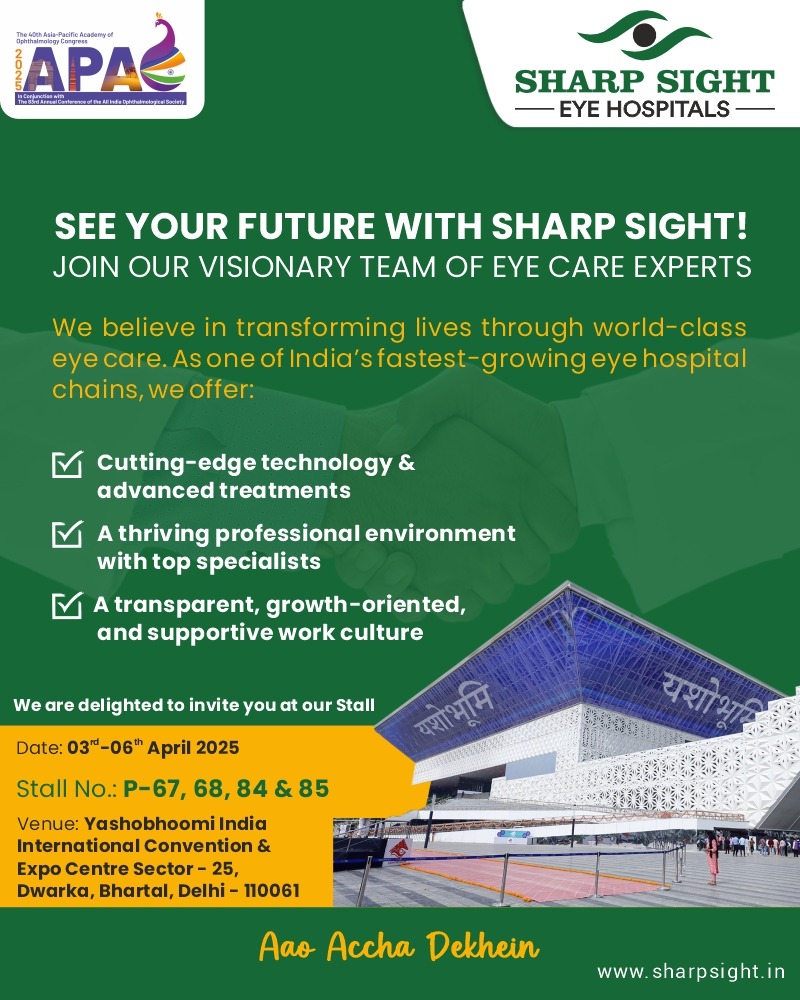 The 40th Asia-Pacific Academy of
Ophthalmology Congress
2025
APAO
In Conjunction with
The 83rd Annual Conference of the All India Ophthalmological Society
SHARP SIGHT
EYE HOSPITALS
SEE YOUR FUTURE WITH SHARP SIGHT!
JOIN OUR VISIONARY TEAM OF EYE CARE EXPERTS
We believe in transforming lives through world-class
eye care. As one of India's fastest-growing eye hospital
chains, we offer:
Cutting-edge technology &
advanced treatments
A thriving professional environment
with top specialists
A transparent, growth-oriented,
and supportive work culture
We are delighted to invite you at our Stall
Date: 03rd-06th April 2025
Stall No.: P-67, 68, 84 & 85
Venue: Yashobhoomi India
International Convention &
Expo Centre Sector - 25,
Dwarka, Bhartal, Delhi - 110061
यशोभूमि
यशोभूमि
Aao Accha Dekhein
www.sharpsight.in